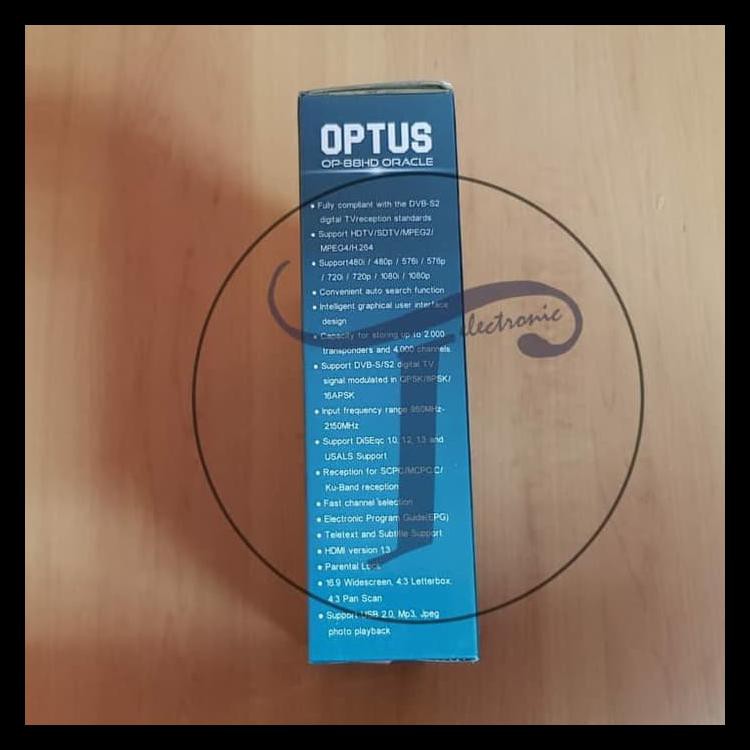 OPTUS
OP-88HD ORACLE
• Fully compliant with the DVB-S2
digital TVreception standards
• Support HDTV/SDTV/MPEG2/
MPEG4/H.264
• Support480i / 480p / 576i / 576p
/ 720i / 720p / 1080i / 1080p
• Convenient auto search function
• Intelligent graphical user interface
design
• Capacity for storing up to 2.000
transponders and 4.000 channels
• Support DVB-S/S2 digital TV
signal modulated in QPSK/8PSK/
16APSK
• Input frequency range 950MHz-
2150MHz
• Support DiSEqc 1.0, 1.2, 1.3 and
USALS Support
• Reception for SCPC/MCPC C/
Ku-Band reception
• Fast channel selection
• Electronic Program Guide(EPG)
• Teletext and Subtitle Support
• HDMI version 1.3
• Parental Lock
• 16:9 Widescreen, 4:3 Letterbox,
4:3 Pan Scan
• Support USB 2.0, Mp3, Jpeg
photo playback
T electronic